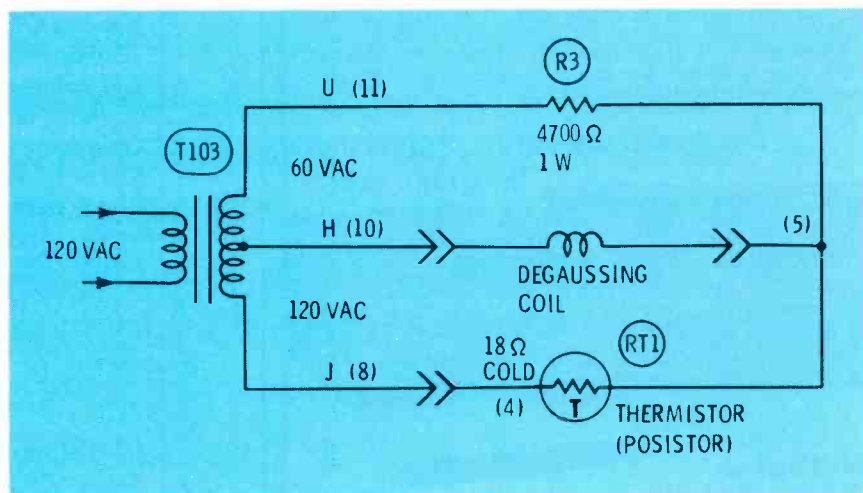 R3
U (11)
4700 Ω
1 W
T103
60 VAC
H (10)
(5)
120 VAC
DEGAUSSING
COIL
120 VAC
18 Ω
COLD
RT1
J (8)
(4)
T
THERMISTOR
(POSISTOR)